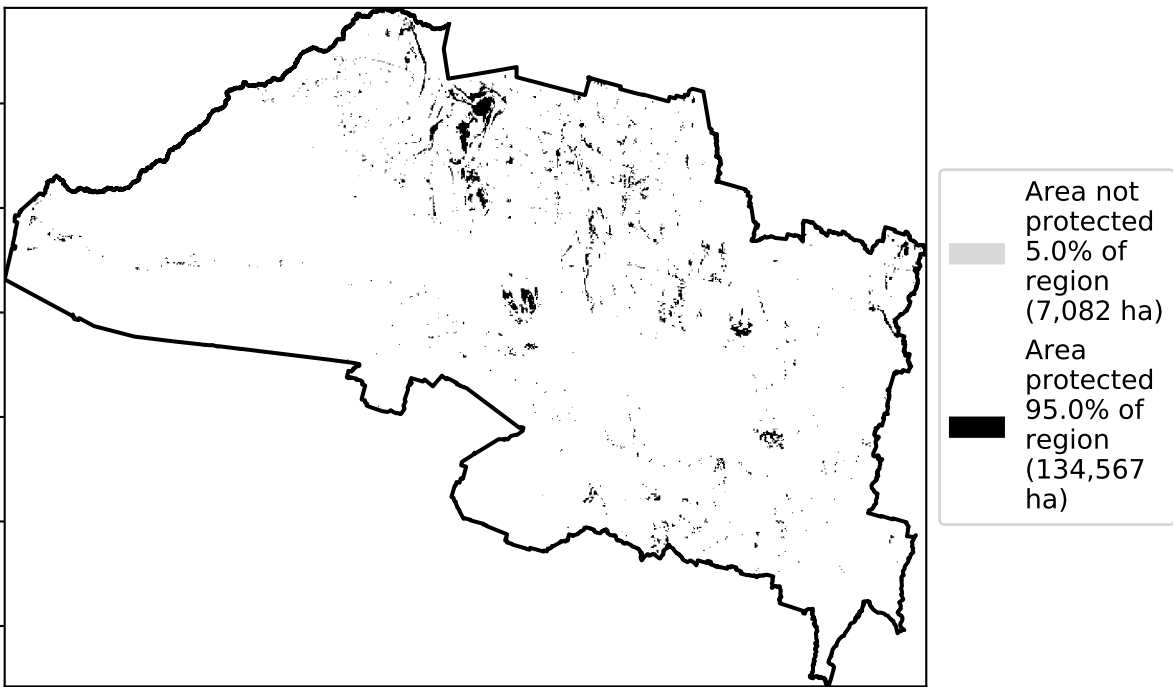 Area not
protected
5.0% of
region
(7,082 ha)
Area
protected
95.0% of
region
(134,567
ha)